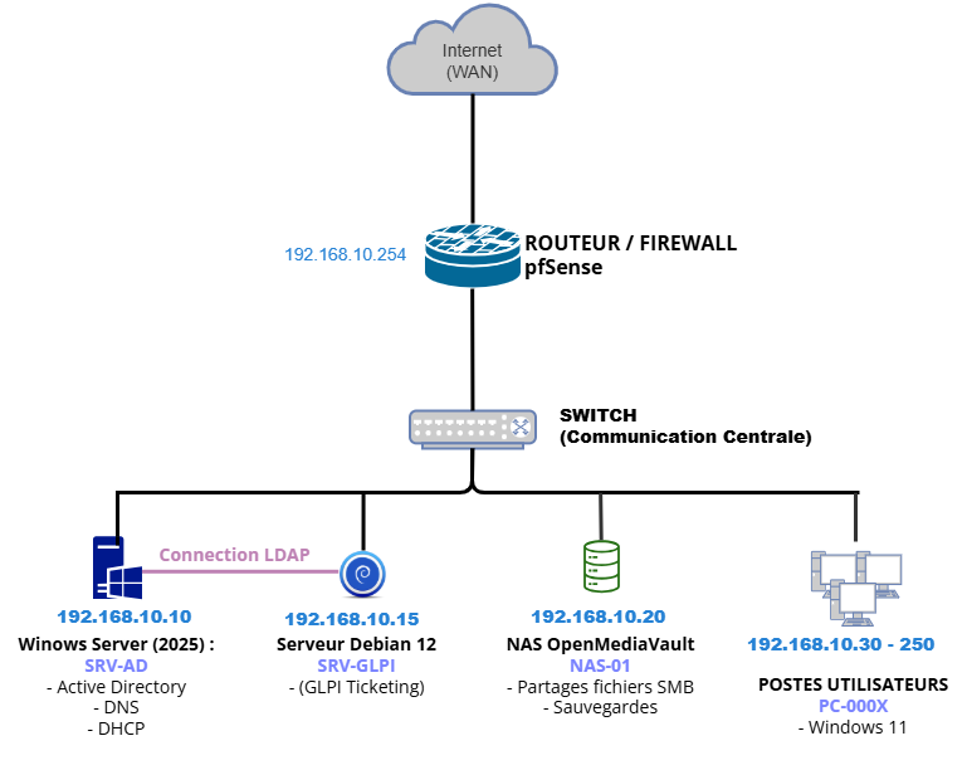 Internet
(WAN)
192.168.10.254
ROUTEUR / FIREWALL
pfSense
SWITCH
(Communication Centrale)
Connection LDAP
192.168.10.10
Winows Server (2025) :
SRV-AD
- Active Directory
- DNS
- DHCP
192.168.10.15
Serveur Debian 12
SRV-GLPI
- (GLPI Ticketing)
192.168.10.20
NAS OpenMediaVault
NAS-01
- Partages fichiers SMB
- Sauvegardes
192.168.10.30 - 250
POSTES UTILISATEURS
PC-000X
- Windows 11